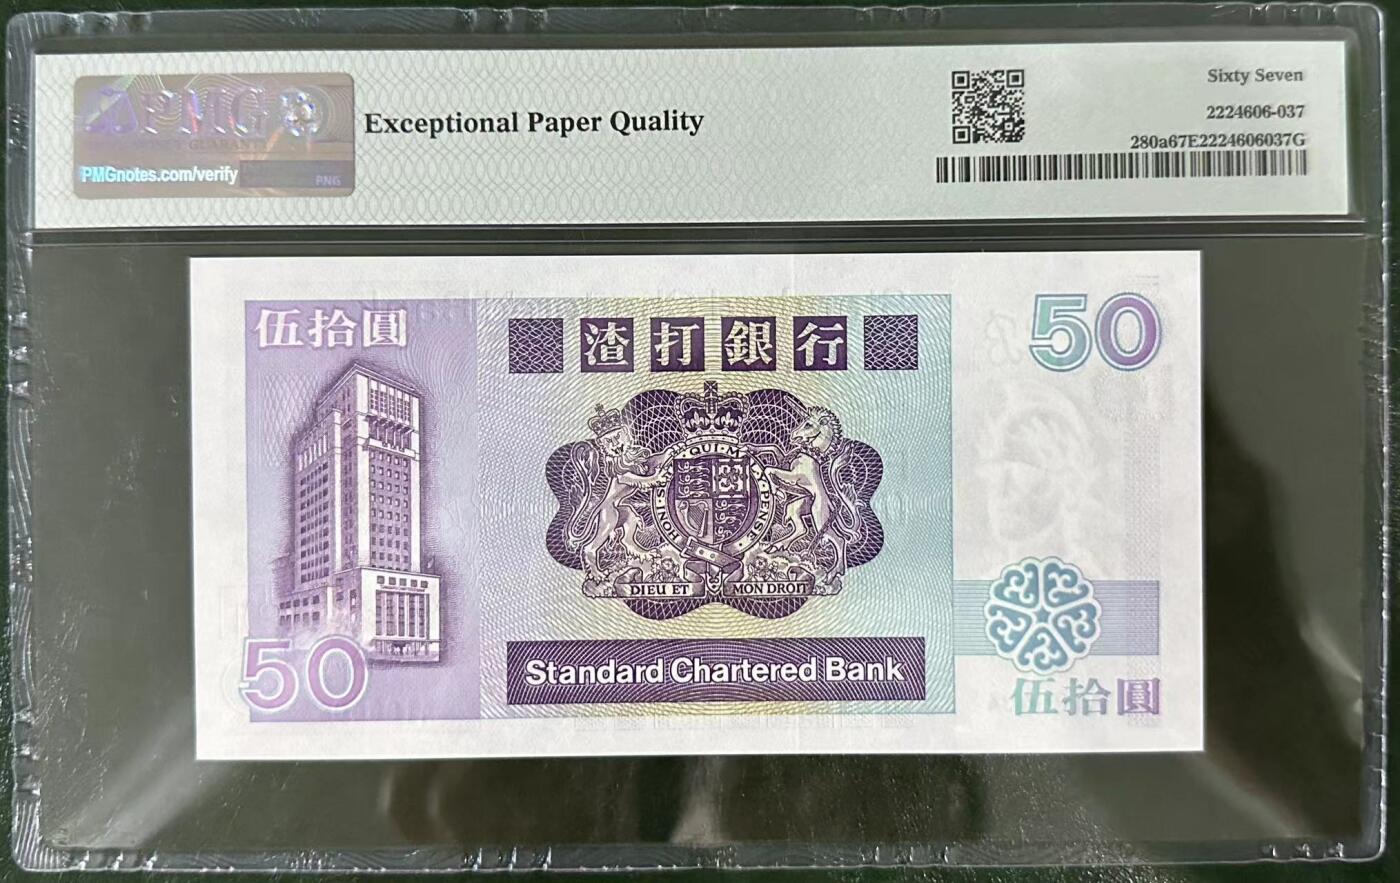 PMG
PMGnotes.com/verify
PNG
Exceptional Paper Quality
Sixty Seven
2224606-037
280a67E2224606037G
伍拾圓
渣打銀行
50
DIEU ET MON DROIT
50
Standard Chartered Bank
伍拾圓